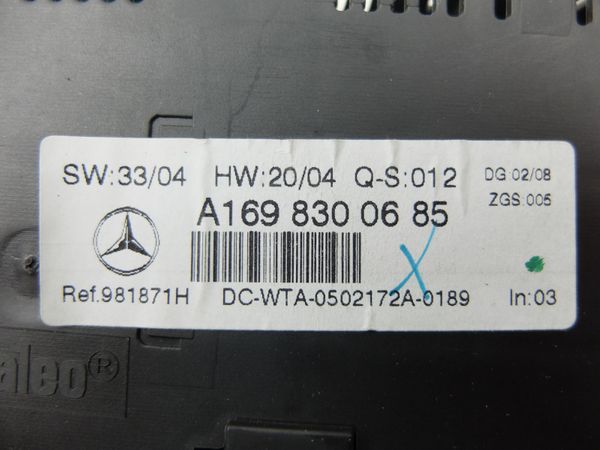 SW:33/04 HW:20/04 Q-S:012 DG 02/08
ZGS:005
A169 830 06 85
Ref.981871H DC-WTA-0502172A-0189 In:03
aleo®